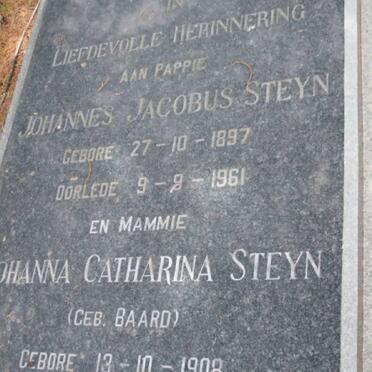 IN
LIEFDEVOLLE HERINNERING
AAN PAPPIE
JOHANNES JACOBUS STEYN
GEBORE 27-10-1897
OORLEDE 9-8-1961
EN MAMMIE
OHANNA CATHARINA STEYN
(GEB. BAARD)
GEBORE 13-10-1908